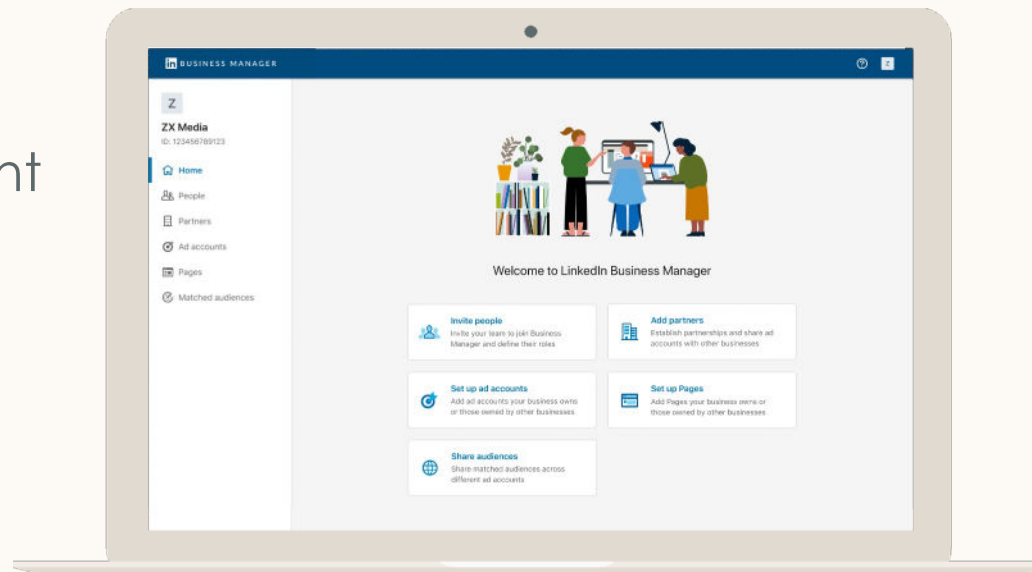 nt
in BUSINESS MANAGER
Z
Z
ZX Media
ID: 123456789123
Home
People
Partners
Ad accounts
Pages
Matched audiences
Welcome to LinkedIn Business Manager
Invite people
Invite your team to join Business
Manager and define their roles
Add partners
Establish partnerships and share ad
accounts with other businesses
Set up ad accounts
Add ad accounts your business owns
or those owned by other businesses
Set up Pages
Add Pages your business owns or
those owned by other businesses
Share audiences
Share matched audiences across
different ad accounts